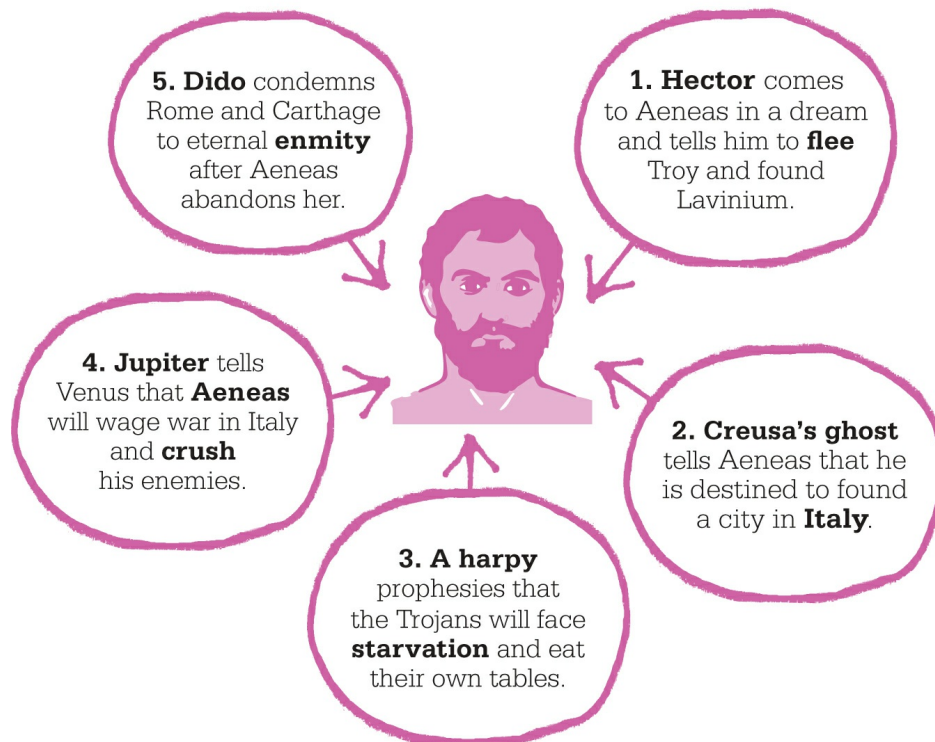 1. Hector comes
to Aeneas in a dream
and tells him to flee
Troy and found
Lavinium.
2. Creusa’s ghost
tells Aeneas that he
is destined to found
a city in Italy.
3. A harpy
prophesies that
the Trojans will face
starvation and eat
their own tables.
4. Jupiter tells
Venus that Aeneas
will wage war in Italy
and crush
his enemies.
5. Dido condemns
Rome and Carthage
to eternal enmity
after Aeneas
abandons her.